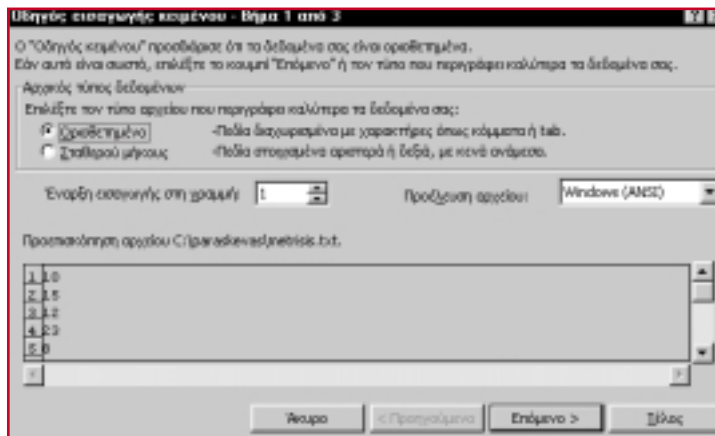 Οδηγός εισαγωγής κειμένου - Βήμα 1 από 3
Ο "Οδηγός κειμένου" προσδιόρισε ότι τα δεδομένα σας είναι οριοθετημένα.
Εάν αυτό είναι σωστό, επιλέξτε το κουμπί "Επόμενο" ή τον τύπο που περιγράφει καλύτερα τα δεδομένα σας.
Αρχικός τύπος δεδομένων
Επιλέξτε τον τύπο αρχείου που περιγράφει καλύτερα τα δεδομένα σας:
Οριοθετημένο -Πεδία διαχωρισμένα με χαρακτήρες όπως κόμματα ή tab.
Σταθερού μήκους -Πεδία στοιχισμένα αριστερά ή δεξιά, με κενά ανάμεσα.
Έναρξη εισαγωγής στη γραμμή: 1 Προέλευση αρχείου: Windows (ANSI)
Προεπισκόπηση αρχείου C:\paraskevas\metrisis.txt.
1 10
2 15
3 12
4 23
5 8
Άκυρο < Προηγούμενο Επόμενο > Τέλος